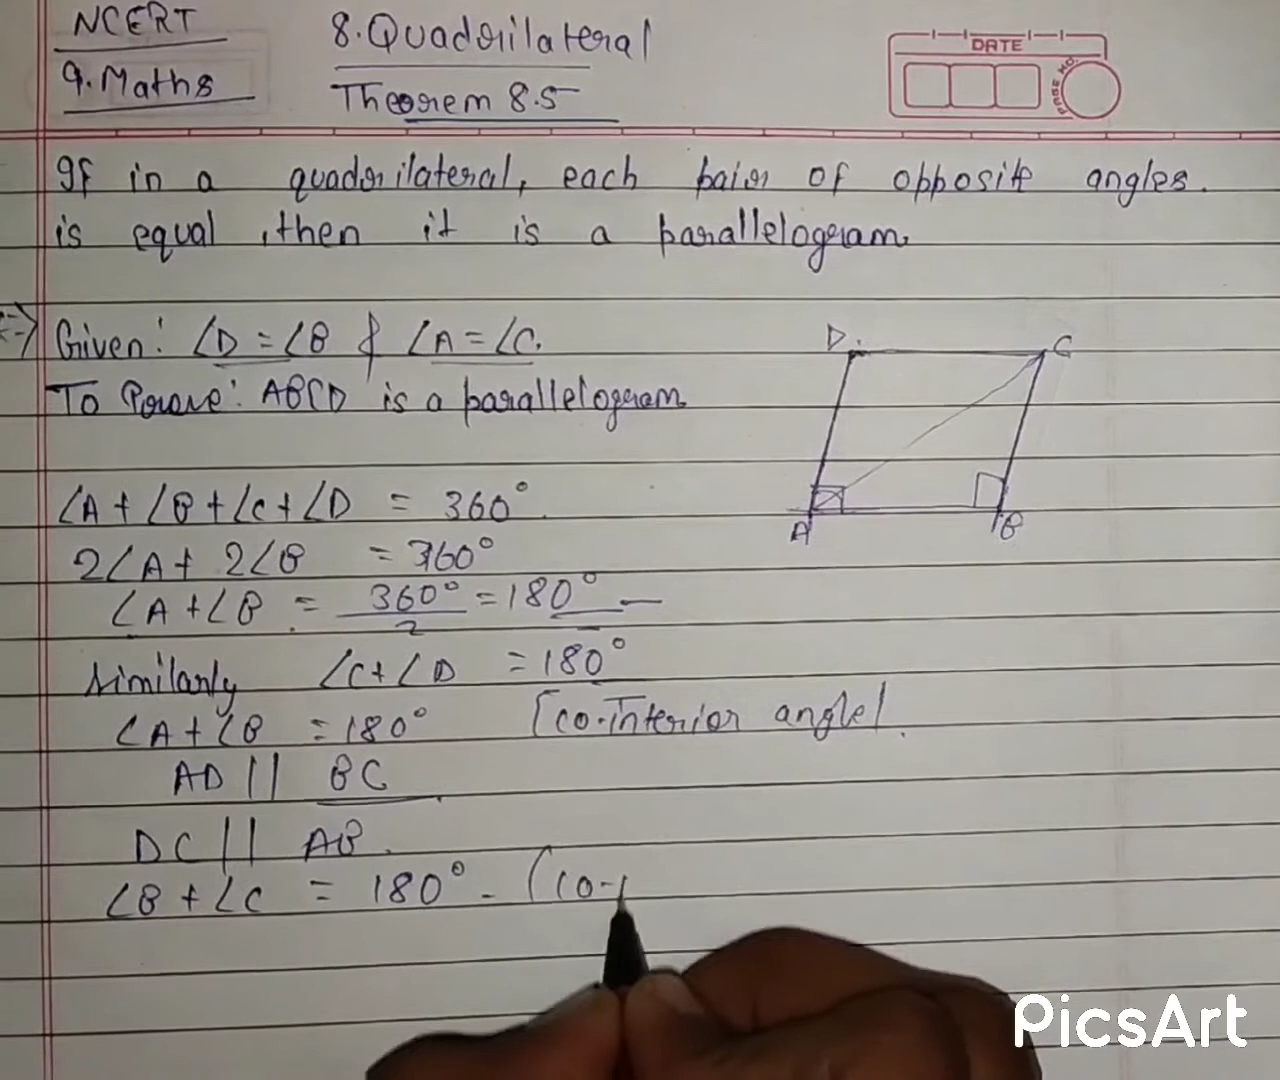 NCERT
9. Maths
8. Quadrilateral
Theorem 8.5
DATE
PAGE NO.
If in a quadrilateral, each pair of opposite angles.
is equal, then it is a parallelogram.
Given: ∠D = ∠B & ∠A = ∠C.
To Prove: ABCD is a parallelogram
D C
A B
∠A + ∠B + ∠C + ∠D = 360°.
2∠A + 2∠B = 360°
∠A + ∠B = 360°/2 = 180° —
Similarly ∠C + ∠D = 180°
∠A + ∠B = 180° [co-interior angle].
AD || BC
DC || AB.
∠B + ∠C = 180° - (co-
PicsArt